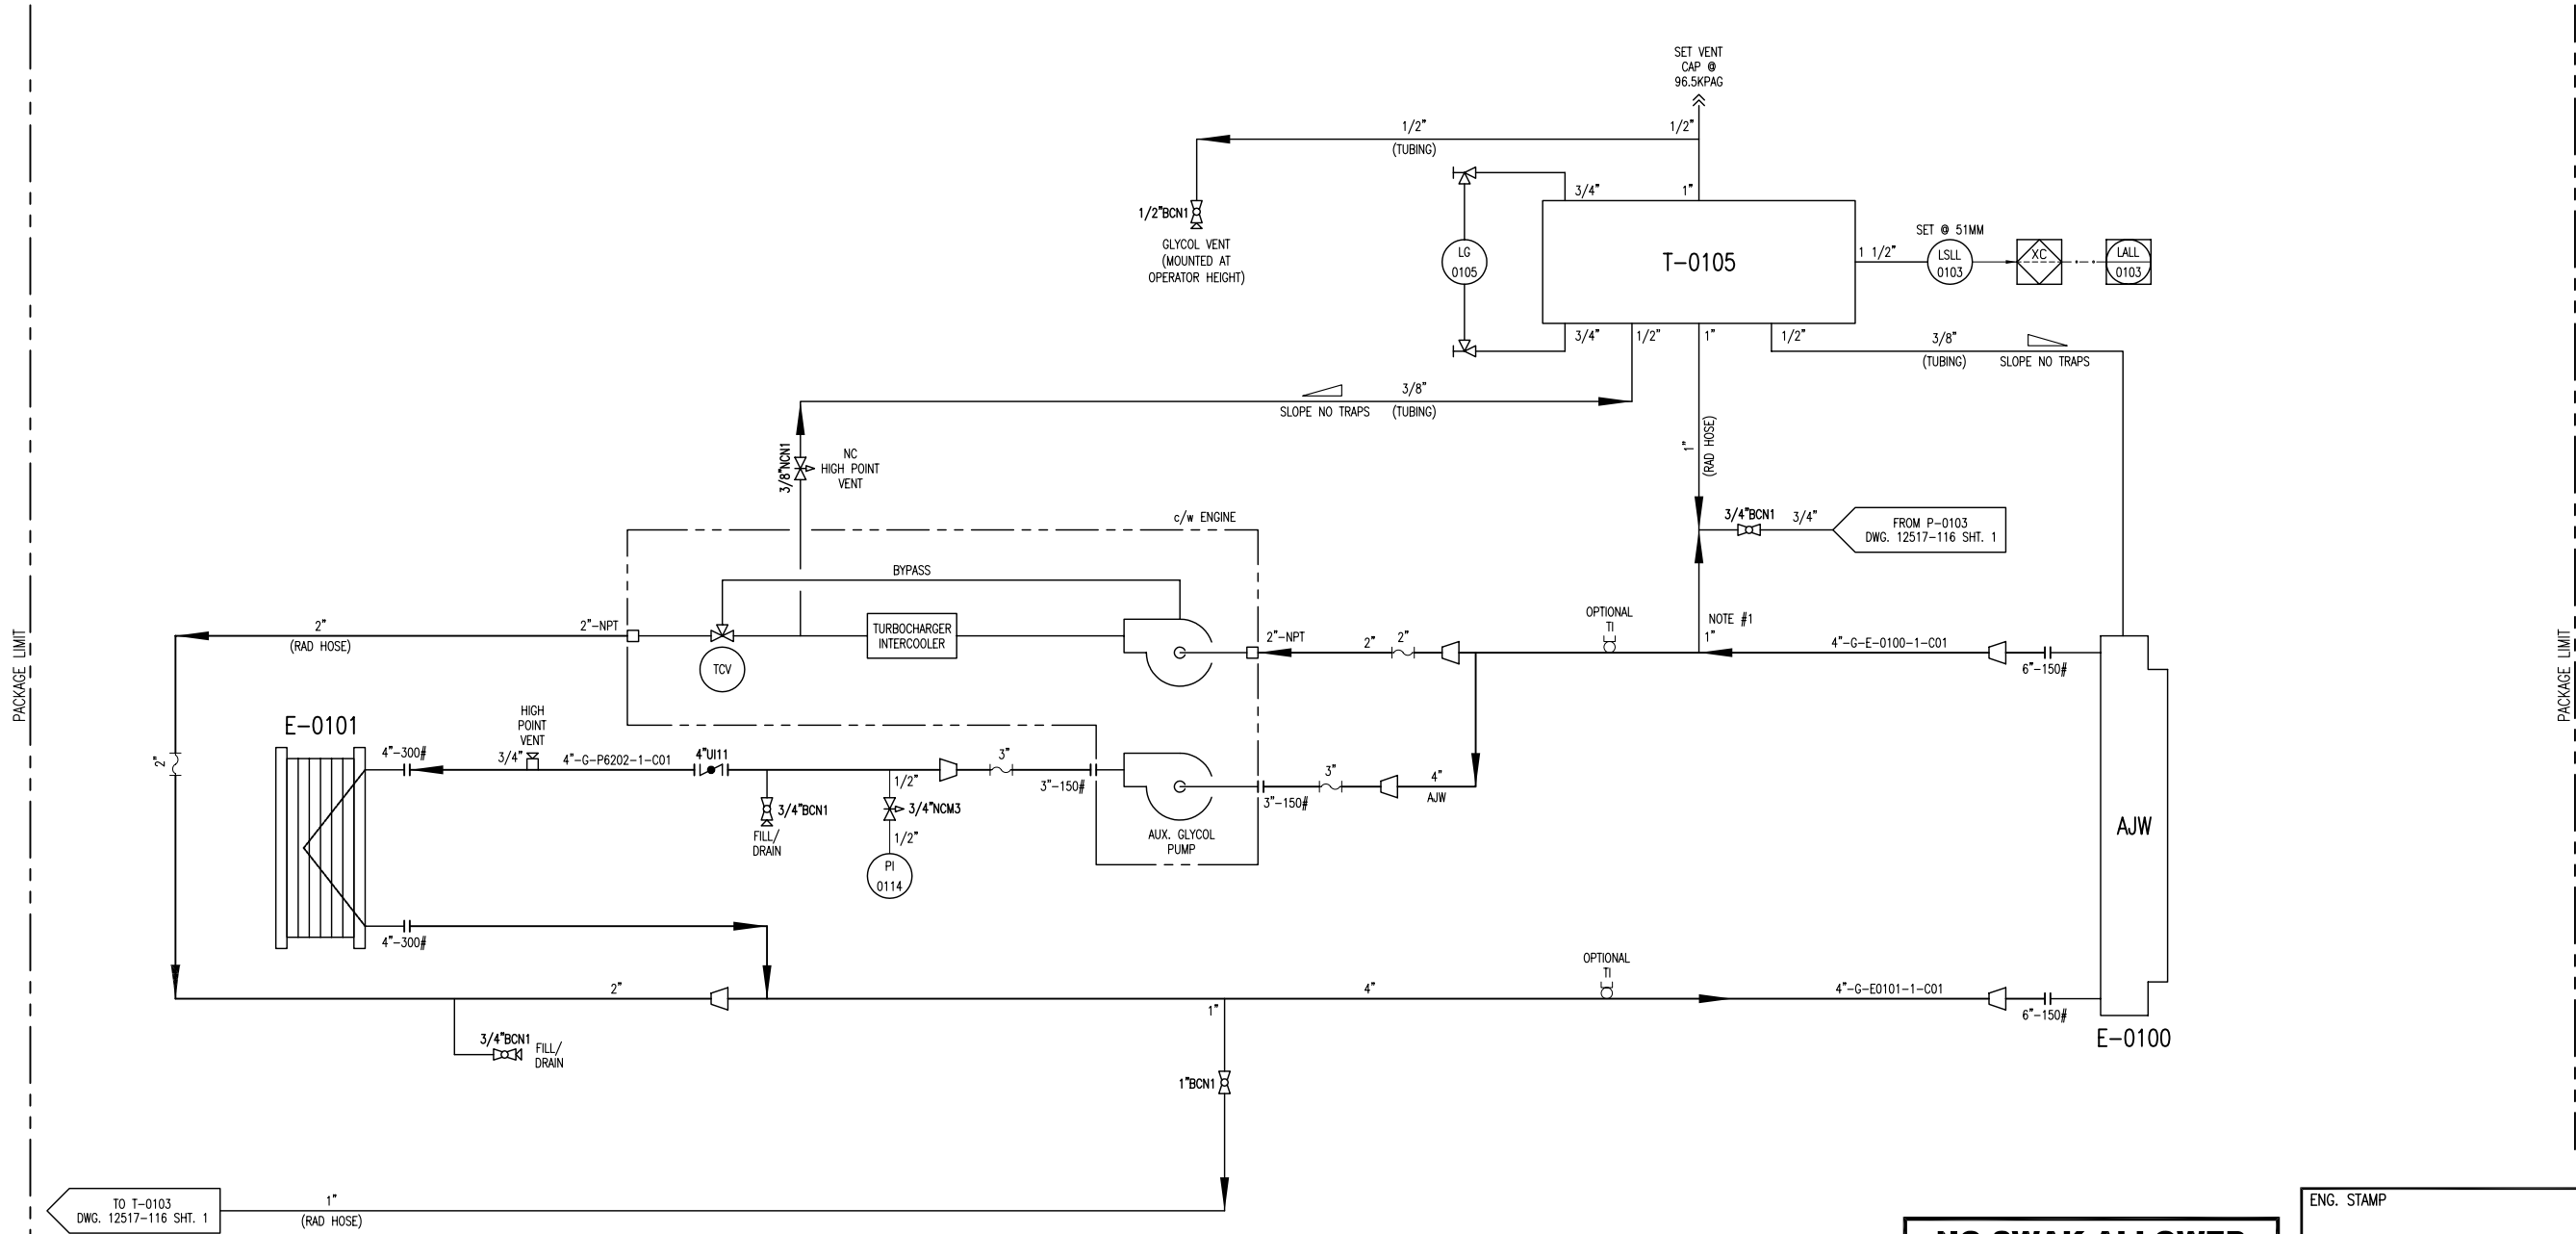 SET VENT
CAP @
96.5KPAG
1/2"
(TUBING)
1/2"
3/4"
1"
1/2"BCN1
GLYCOL VENT
(MOUNTED AT
OPERATOR HEIGHT)
LG
0105
T-0105
1 1/2"
SET @ 51MM
LSLL
0103
XC
LALL
0103
3/4"
1/2"
1"
1/2"
3/8"
(TUBING)
SLOPE NO TRAPS
3/8"
SLOPE NO TRAPS
(TUBING)
1"
(RAD HOSE)
3/8"NCN1
NC
HIGH POINT
VENT
c/w ENGINE
3/4"BCN1
3/4"
FROM P-0103
DWG. 12517-116 SHT. 1
BYPASS
PACKAGE LIMIT
2"
(RAD HOSE)
2"-NPT
TCV
TURBOCHARGER
INTERCOOLER
2"-NPT
2"
2"
OPTIONAL
TI
NOTE #1
1"
4"-G-E-0100-1-C01
6"-150#
PACKAGE LIMIT
2"
E-0101
4"-300#
HIGH
POINT
VENT
3/4"
4"-G-P6202-1-C01
4"UI11
3"
3"-150#
3/4"BCN1
FILL/
DRAIN
1/2"
3/4"NCM3
1/2"
PI
0114
AUX. GLYCOL
PUMP
3"-150#
3"
4"
AJW
AJW
4"-300#
2"
1"
4"
OPTIONAL
TI
4"-G-E0101-1-C01
6"-150#
E-0100
3/4"BCN1
FILL/
DRAIN
1"BCN1
TO T-0103
DWG. 12517-116 SHT. 1
1"
(RAD HOSE)
ENG. STAMP
NO SWAK ALLOWED